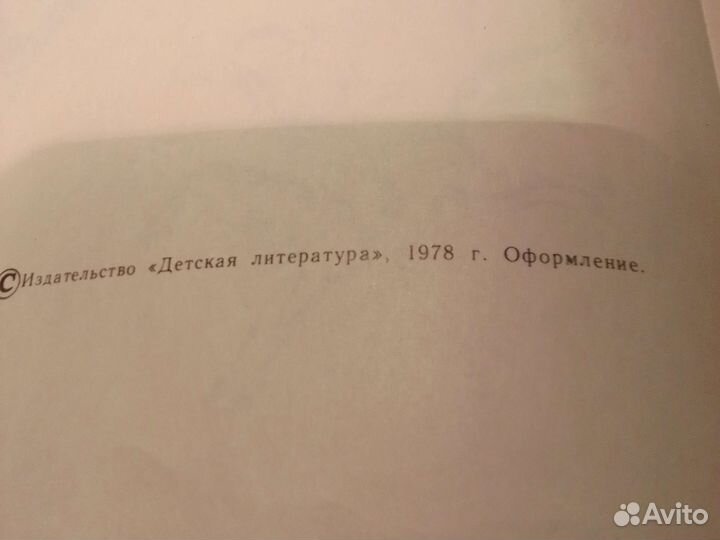 ©Издательство «Детская литература», 1978 г. Оформление.
Avito